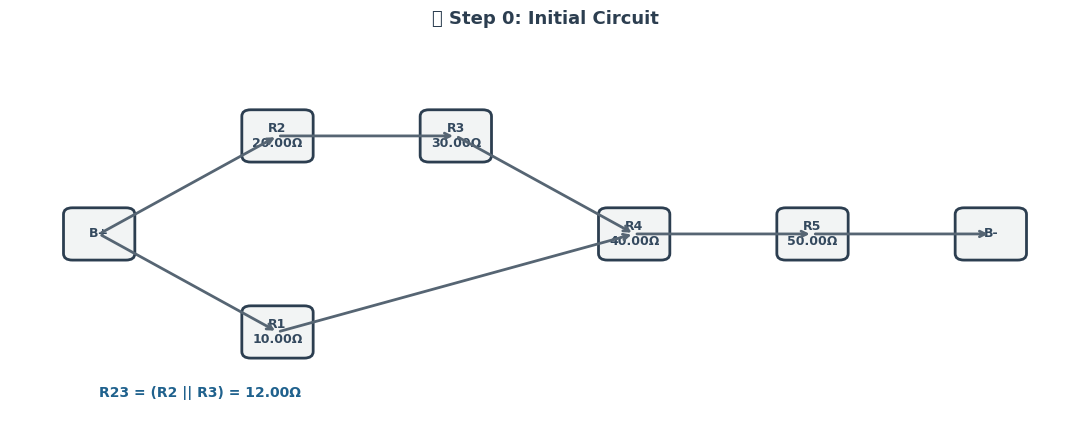 Step 0: Initial Circuit
R2
20.00Ω
R3
30.00Ω
B+
R4
40.00Ω
R5
50.00Ω
B-
R1
10.00Ω
R23 = (R2 || R3) = 12.00Ω